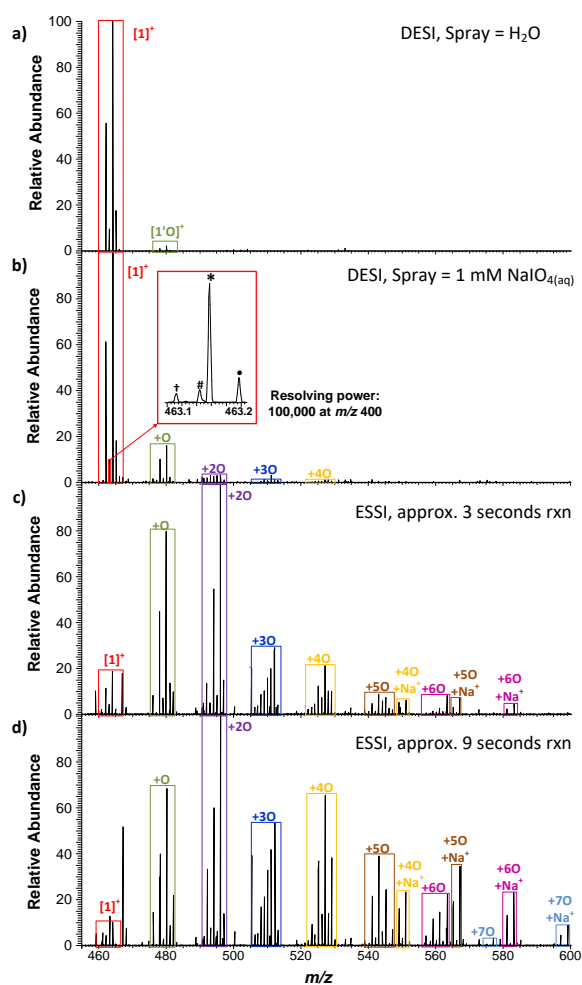 a)
[1]⁺
DESI, Spray = H₂O
100
80
60
40
20
0
Relative Abundance
[1'O]⁺
b)
[1]⁺
DESI, Spray = 1 mM NaIO₄₍ₐq₎
*
†
#
•
463.1
463.2
Resolving power:
100,000 at m/z 400
80
60
40
20
0
Relative Abundance
+O
+2O
+3O
+4O
c)
+2O
ESSI, approx. 3 seconds rxn
80
60
40
20
0
Relative Abundance
+O
[1]⁺
+3O
+4O
+5O
+4O
+Na⁺
+6O
+5O
+Na⁺
+6O
+Na⁺
d)
+2O
ESSI, approx. 9 seconds rxn
80
60
40
20
0
Relative Abundance
[1]⁺
+O
+3O
+4O
+5O
+4O
+Na⁺
+6O
+5O
+Na⁺
+7O
+6O
+Na⁺
+7O
+Na⁺
460
480
500
520
540
560
580
600
m/z